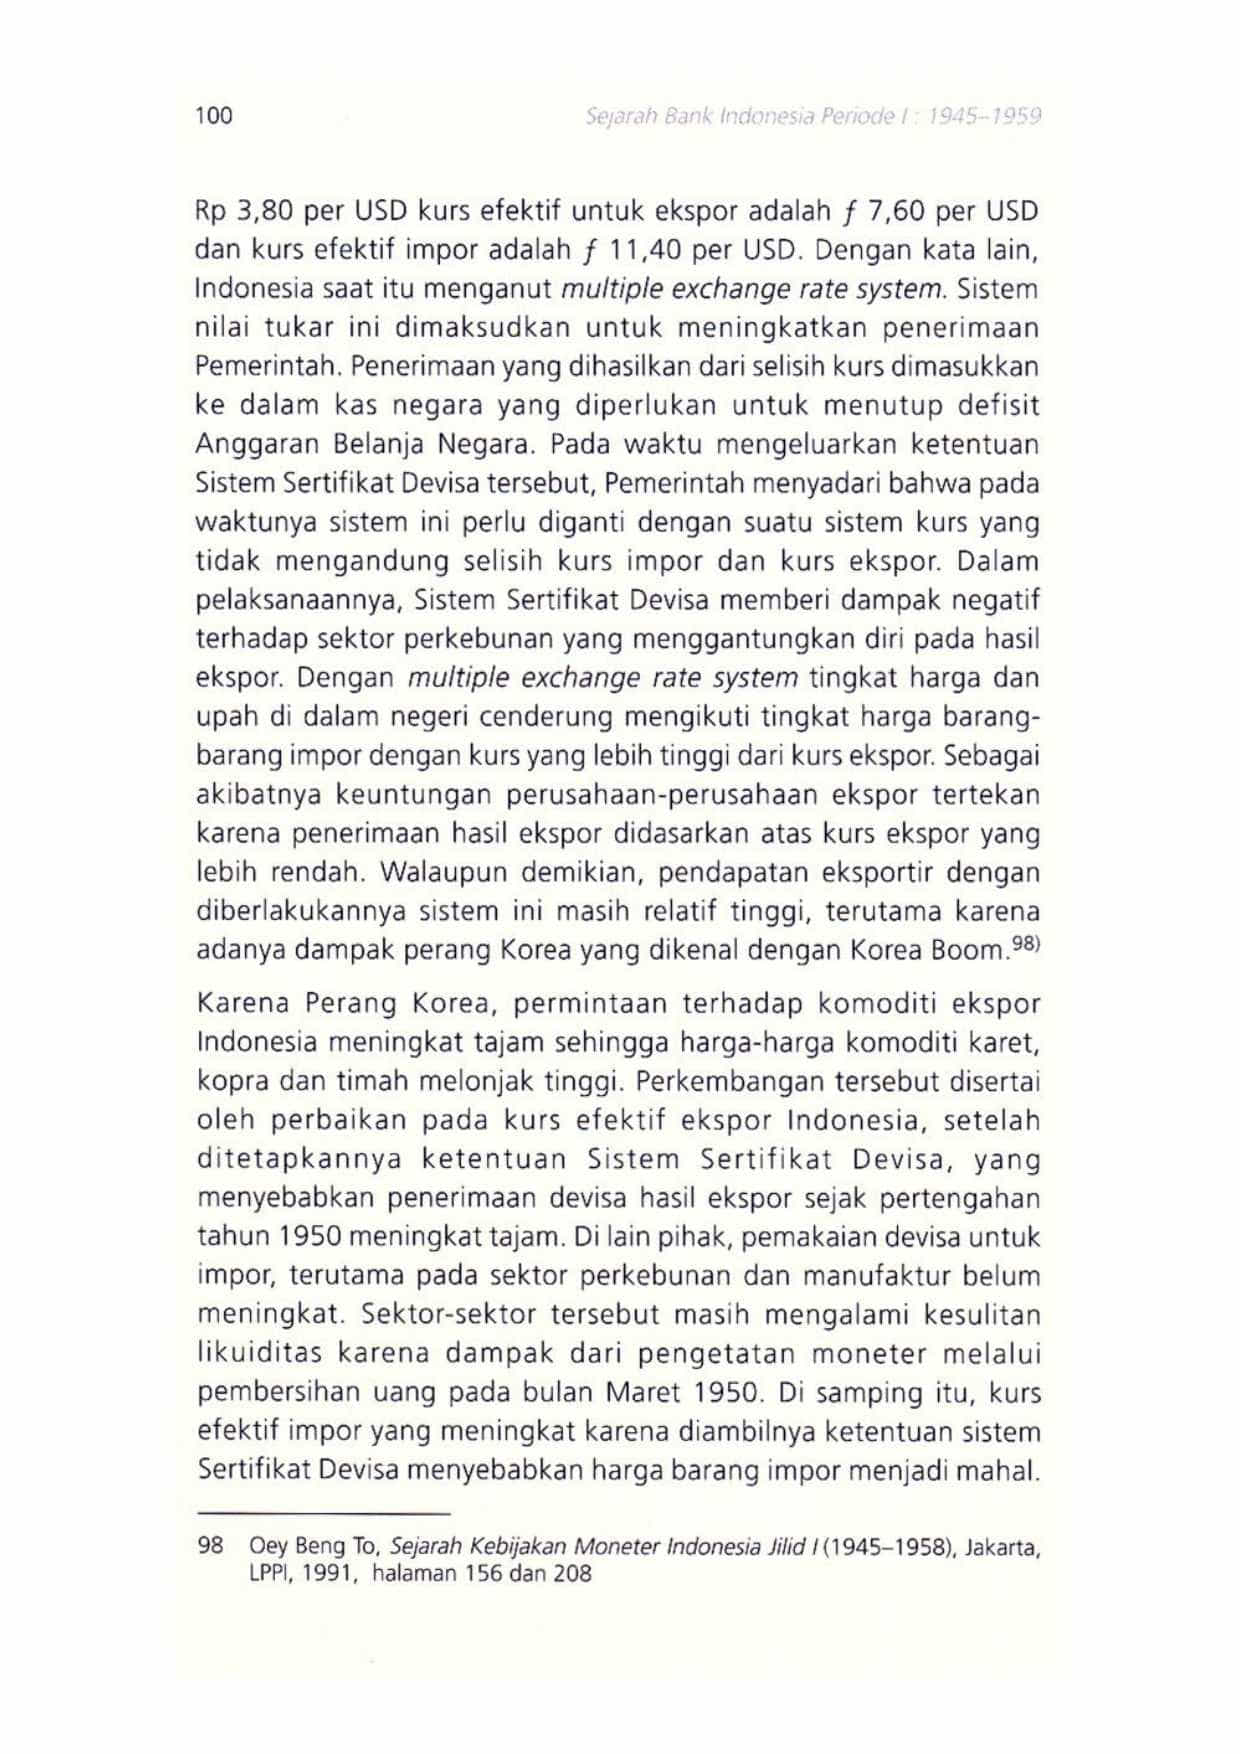 100
Sejarah Bank Indonesia Periode I : 1945–1959
Rp 3,80 per USD kurs efektif untuk ekspor adalah ƒ 7,60 per USD
dan kurs efektif impor adalah ƒ 11,40 per USD. Dengan kata lain,
Indonesia saat itu menganut multiple exchange rate system. Sistem
nilai tukar ini dimaksudkan untuk meningkatkan penerimaan
Pemerintah. Penerimaan yang dihasilkan dari selisih kurs dimasukkan
ke dalam kas negara yang diperlukan untuk menutup defisit
Anggaran Belanja Negara. Pada waktu mengeluarkan ketentuan
Sistem Sertifikat Devisa tersebut, Pemerintah menyadari bahwa pada
waktunya sistem ini perlu diganti dengan suatu sistem kurs yang
tidak mengandung selisih kurs impor dan kurs ekspor. Dalam
pelaksanaannya, Sistem Sertifikat Devisa memberi dampak negatif
terhadap sektor perkebunan yang menggantungkan diri pada hasil
ekspor. Dengan multiple exchange rate system tingkat harga dan
upah di dalam negeri cenderung mengikuti tingkat harga barang-
barang impor dengan kurs yang lebih tinggi dari kurs ekspor. Sebagai
akibatnya keuntungan perusahaan-perusahaan ekspor tertekan
karena penerimaan hasil ekspor didasarkan atas kurs ekspor yang
lebih rendah. Walaupun demikian, pendapatan eksportir dengan
diberlakukannya sistem ini masih relatif tinggi, terutama karena
adanya dampak perang Korea yang dikenal dengan Korea Boom.98)
Karena Perang Korea, permintaan terhadap komoditi ekspor
Indonesia meningkat tajam sehingga harga-harga komoditi karet,
kopra dan timah melonjak tinggi. Perkembangan tersebut disertai
oleh perbaikan pada kurs efektif ekspor Indonesia, setelah
ditetapkannya ketentuan Sistem Sertifikat Devisa, yang
menyebabkan penerimaan devisa hasil ekspor sejak pertengahan
tahun 1950 meningkat tajam. Di lain pihak, pemakaian devisa untuk
impor, terutama pada sektor perkebunan dan manufaktur belum
meningkat. Sektor-sektor tersebut masih mengalami kesulitan
likuiditas karena dampak dari pengetatan moneter melalui
pembersihan uang pada bulan Maret 1950. Di samping itu, kurs
efektif impor yang meningkat karena diambilnya ketentuan sistem
Sertifikat Devisa menyebabkan harga barang impor menjadi mahal.
98 Oey Beng To, Sejarah Kebijakan Moneter Indonesia Jilid I (1945–1958), Jakarta,
LPPI, 1991, halaman 156 dan 208